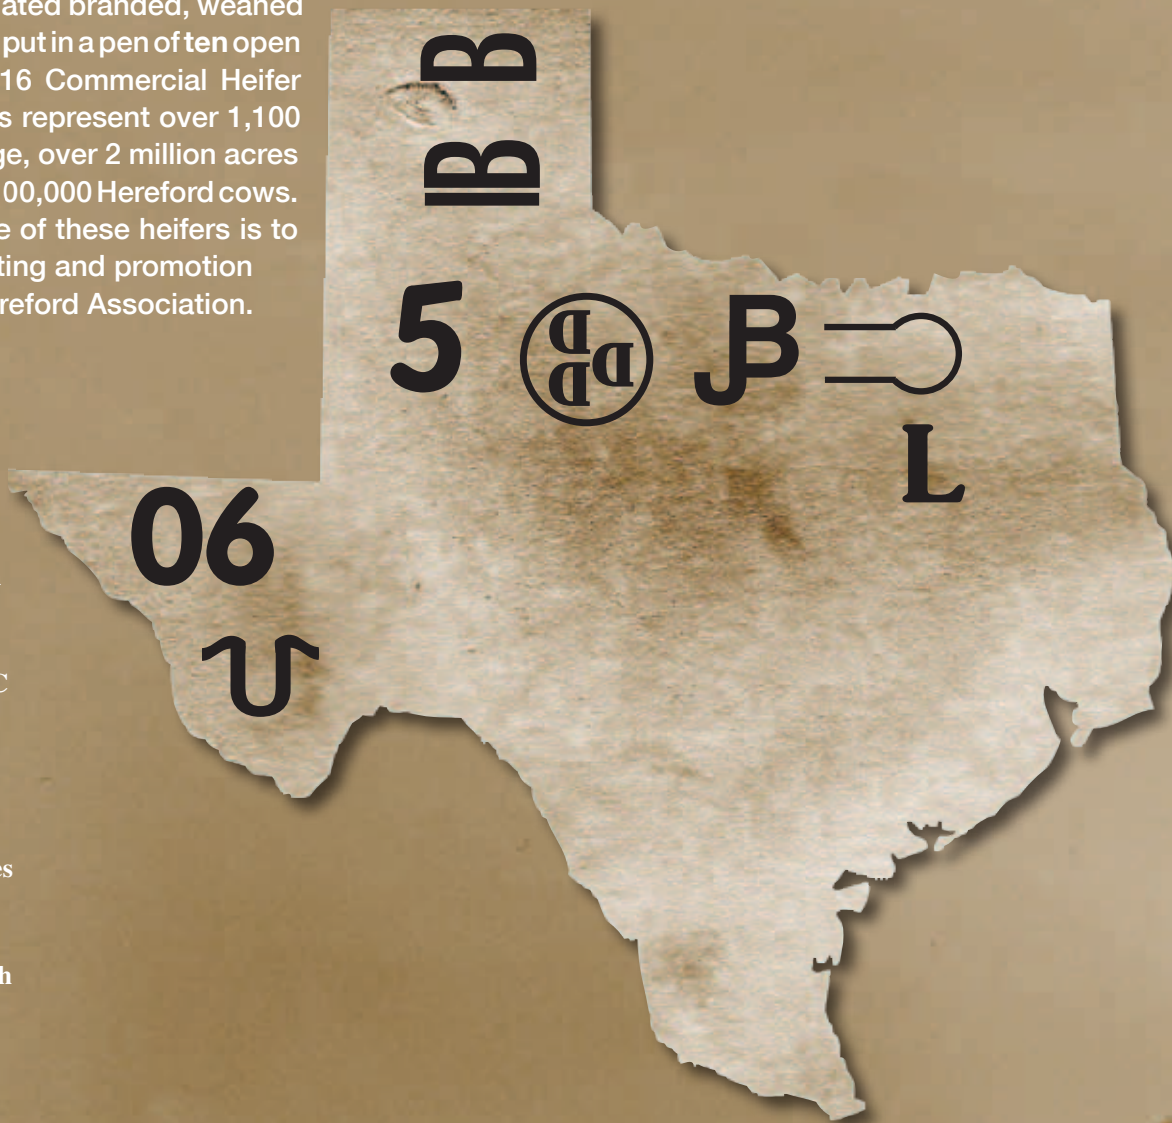 ated branded, weaned
put in a pen of ten open
16 Commercial Heifer
s represent over 1,100
ge, over 2 million acres
00,000 Hereford cows.
e of these heifers is to
ting and promotion
reford Association.
B
B
5
D
D
D
JB
L
06
U
C
es
h